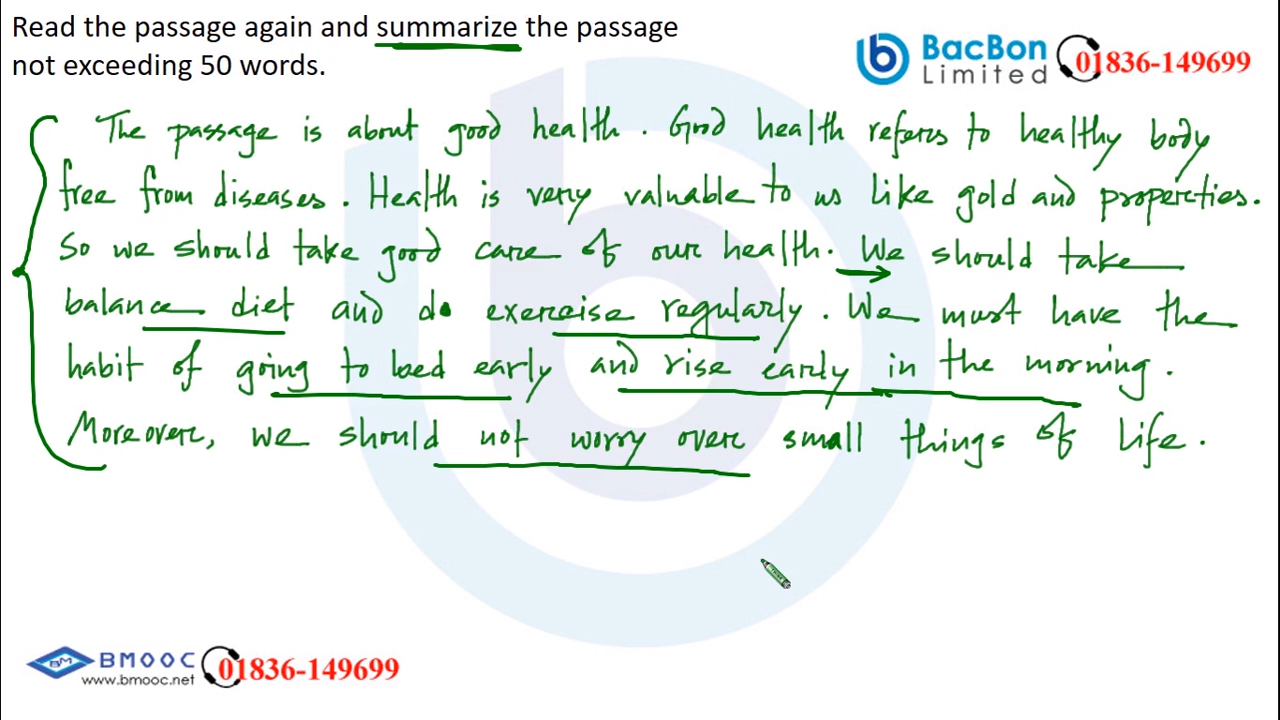 Read the passage again and summarize the passage
not exceeding 50 words.
BacBon
Limited
01836-149699
The passage is about good health. Good health refers to healthy body
free from diseases. Health is very valuable to us like gold and properties.
So we should take good care of our health. We should take
balance diet and do exercise regularly. We must have the
habit of going to bed early and rise early in the morning.
Moreover, we should not worry over small things of life.
BM
BMOOC
www.bmooc.net
01836-149699